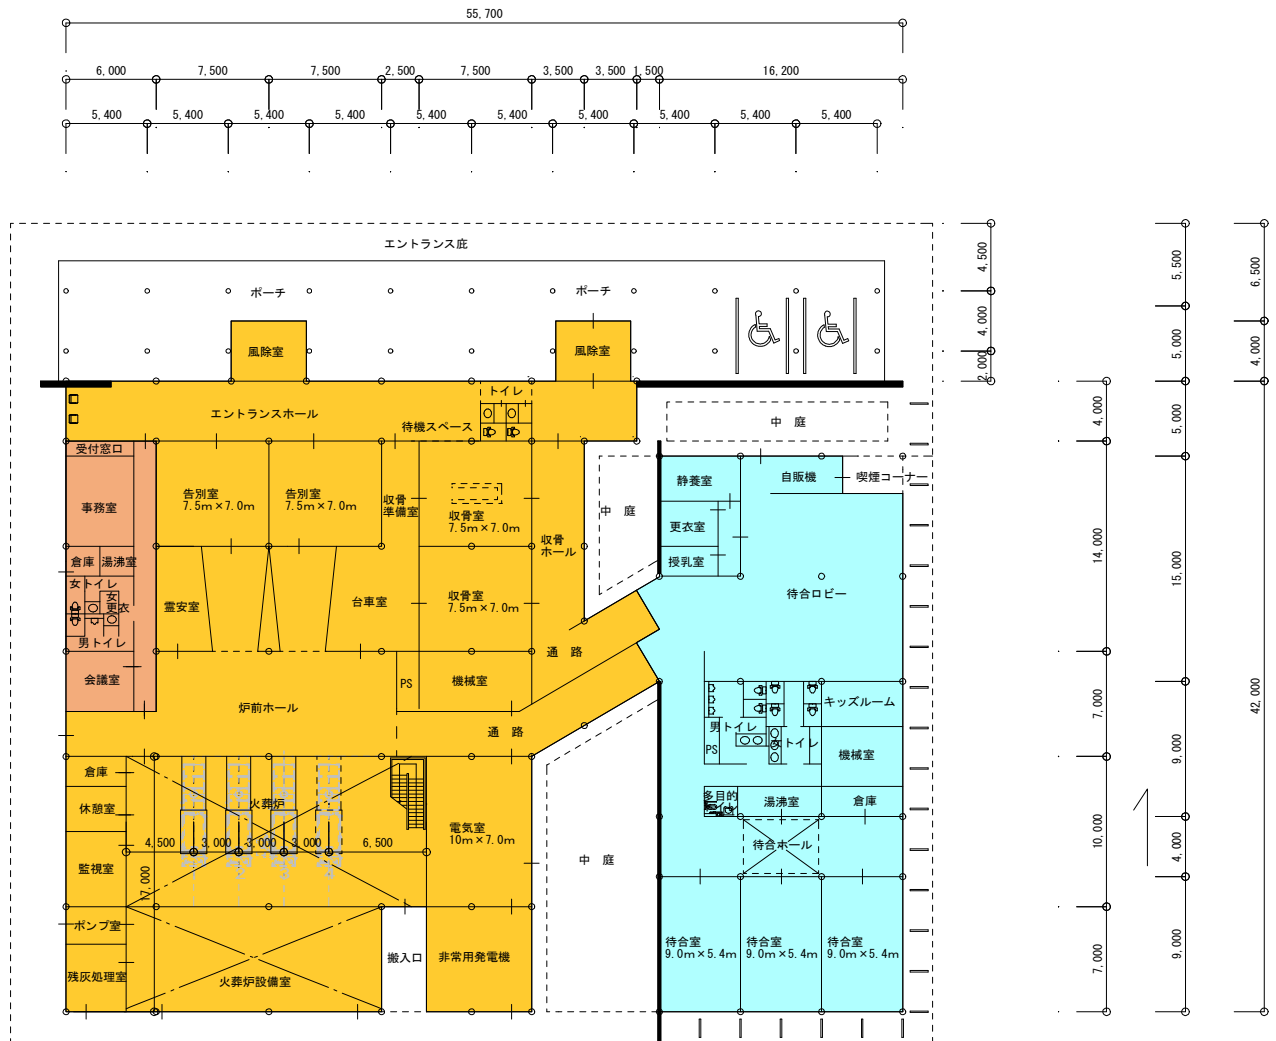 55,700
6,000 7,500 7,500 2,500 7,500 3,500 3,500 1,500 16,200
5,400 5,400 5,400 5,400 5,400 5,400 5,400 5,400 5,400 5,400
エントランス庇
ポーチ
ポーチ
風除室
風除室
トイレ
エントランスホール
待機スペース
中 庭
受付窓口
事務室
告別室
7.5m×7.0m
告別室
7.5m×7.0m
収骨
準備室
収骨室
7.5m×7.0m
収骨
ホール
中 庭
静養室
自販機
喫煙コーナー
更衣室
授乳室
倉庫
湯沸室
女トイレ
女
更衣
男トイレ
会議室
霊安室
台車室
収骨室
7.5m×7.0m
待合ロビー
通 路
PS
機械室
炉前ホール
通 路
キッズルーム
男トイレ
女トイレ
PS
機械室
多目的
トイレ
湯沸室
倉庫
待合ホール
倉庫
休憩室
監視室
火葬炉
4,500 3,000 3,000 3,000 6,500
17,000
電気室
10m×7.0m
中 庭
ポンプ室
残灰処理室
火葬炉設備室
搬入口
非常用発電機
待合室
9.0m×5.4m
待合室
9.0m×5.4m
待合室
9.0m×5.4m
4,500
4,000
2,000
4,000
14,000
7,000
10,000
7,000
5,500
5,000
5,000
15,000
9,000
4,000
9,000
6,500
4,000
42,000